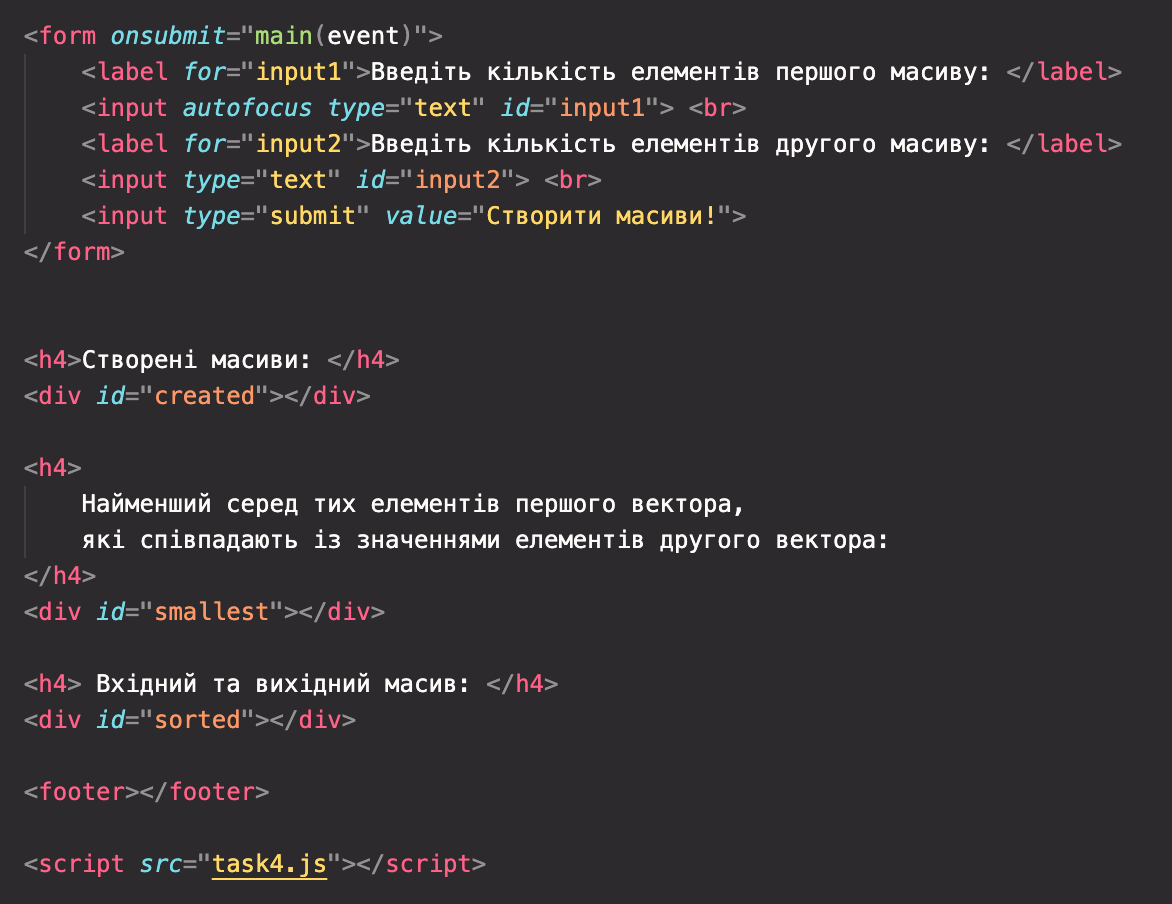 <form onsubmit="main(event)">
<label for="input1">Введіть кількість елементів першого масиву: </label>
<input autofocus type="text" id="input1"> <br>
<label for="input2">Введіть кількість елементів другого масиву: </label>
<input type="text" id="input2"> <br>
<input type="submit" value="Створити масиви!">
</form>
<h4>Створені масиви: </h4>
<div id="created"></div>
<h4>
Найменший серед тих елементів першого вектора,
які співпадають із значеннями елементів другого вектора:
</h4>
<div id="smallest"></div>
<h4> Вхідний та вихідний масив: </h4>
<div id="sorted"></div>
<footer></footer>
<script src="task4.js"></script>